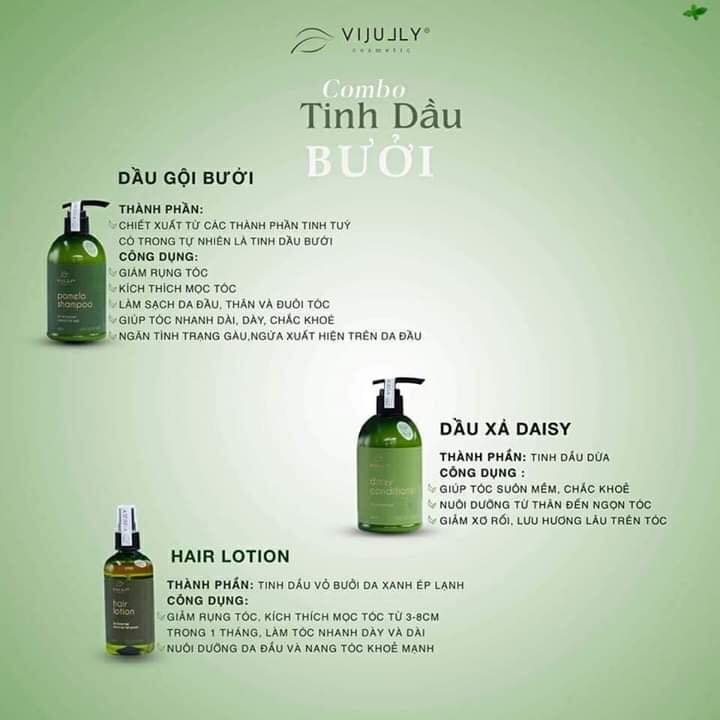 VIJULLY®
cosmetic
Combo
Tinh Dầu
BƯỞI
DẦU GỘI BƯỞI
THÀNH PHẦN:
CHIẾT XUẤT TỪ CÁC THÀNH PHẦN TINH TUÝ
CÓ TRONG TỰ NHIÊN LÀ TINH DẦU BƯỞI
CÔNG DỤNG:
GIẢM RỤNG TÓC
KÍCH THÍCH MỌC TÓC
LÀM SẠCH DA ĐẦU, THÂN VÀ ĐUÔI TÓC
GIÚP TÓC NHANH DÀI, DÀY, CHẮC KHOẺ
NGĂN TÌNH TRẠNG GÀU,NGỨA XUẤT HIỆN TRÊN DA ĐẦU
VIJULLY
pomelo
shampoo
DẦU XẢ DAISY
THÀNH PHẦN: TINH DẦU DỪA
CÔNG DỤNG :
GIÚP TÓC SUÔN MỀM, CHẮC KHOẺ
NUÔI DƯỠNG TỪ THÂN ĐẾN NGỌN TÓC
GIẢM XƠ RỐI, LƯU HƯƠNG LÂU TRÊN TÓC
daisy
conditioner
HAIR LOTION
THÀNH PHẦN: TINH DẦU VỎ BƯỞI DA XANH ÉP LẠNH
CÔNG DỤNG:
GIẢM RỤNG TÓC, KÍCH THÍCH MỌC TÓC TỪ 3-8CM
TRONG 1 THÁNG, LÀM TÓC NHANH DÀY VÀ DÀI
NUÔI DƯỠNG DA ĐẦU VÀ NANG TÓC KHOẺ MẠNH
VIJULLY
hair
lotion